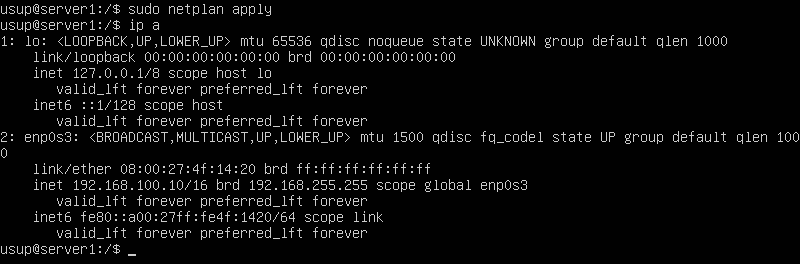 usup@server1:/$ sudo netplan apply
usup@server1:/$ ip a
1: lo: <LOOPBACK,UP,LOWER_UP> mtu 65536 qdisc noqueue state UNKNOWN group default qlen 1000
    link/loopback 00:00:00:00:00:00 brd 00:00:00:00:00:00
    inet 127.0.0.1/8 scope host lo
       valid_lft forever preferred_lft forever
    inet6 ::1/128 scope host
       valid_lft forever preferred_lft forever
2: enp0s3: <BROADCAST,MULTICAST,UP,LOWER_UP> mtu 1500 qdisc fq_codel state UP group default qlen 100
0
    link/ether 08:00:27:4f:14:20 brd ff:ff:ff:ff:ff:ff
    inet 192.168.100.10/16 brd 192.168.255.255 scope global enp0s3
       valid_lft forever preferred_lft forever
    inet6 fe80::a00:27ff:fe4f:1420/64 scope link
       valid_lft forever preferred_lft forever
usup@server1:/$ _